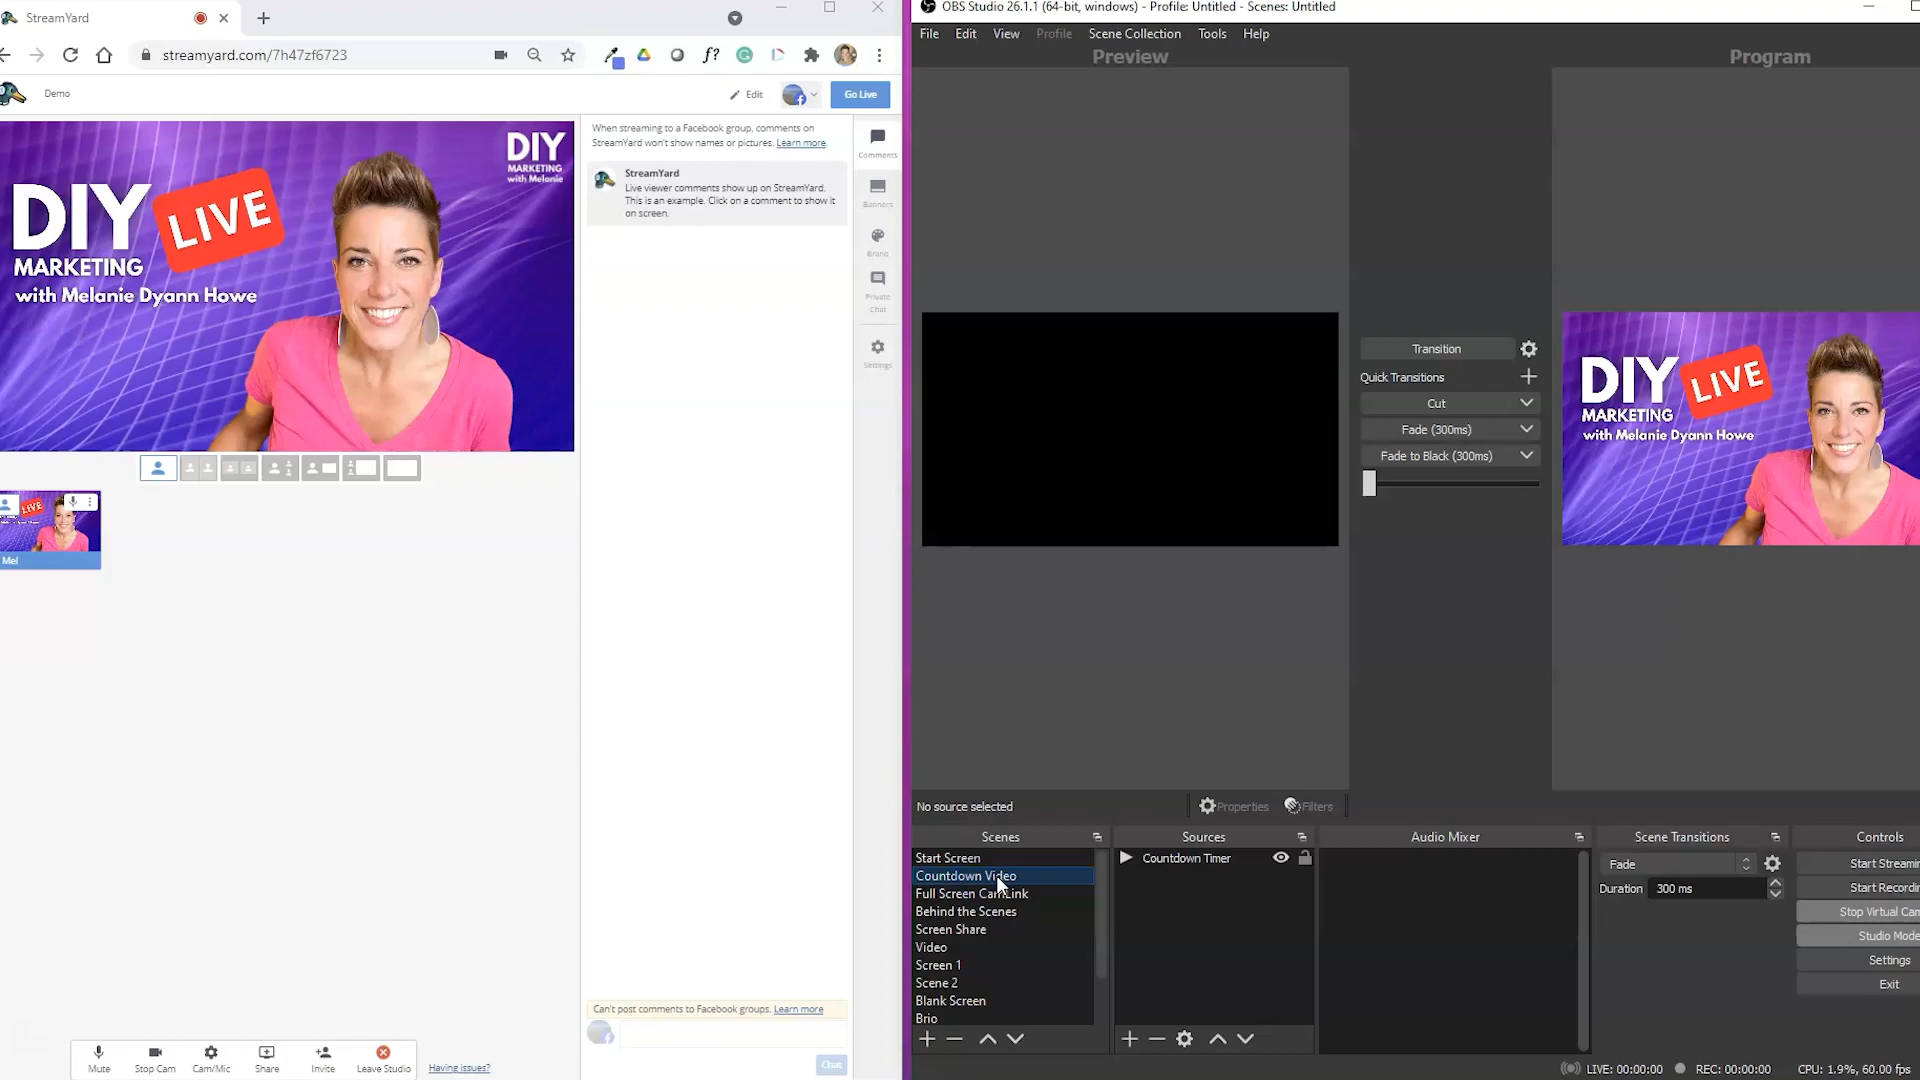 StreamYard
streamyard.com/7h47zf6723
f?
Demo
Edit
Go Live
DIY
MARKETING
with Melanie
DIY
LIVE
MARKETING
with Melanie Dyann Howe
Mel
When streaming to a Facebook group, comments on
StreamYard won't show names or pictures. Learn more.
StreamYard
Live viewer comments show up on StreamYard.
This is an example. Click on a comment to show it
on screen.
Comments
Banners
Brand
Private
Chat
Settings
Can't post comments to Facebook groups. Learn more
Chat
Mute
Stop Cam
Cam/Mic
Share
Invite
Leave Studio
Having issues?
OBS Studio 26.1.1 (64-bit, windows) - Profile: Untitled - Scenes: Untitled
File
Edit
View
Profile
Scene Collection
Tools
Help
Preview
Program
Transition
Quick Transitions
Cut
Fade (300ms)
Fade to Black (300ms)
DIY
LIVE
MARKETING
with Melanie Dyann Howe
No source selected
Properties
Filters
Scenes
Start Screen
Countdown Video
Full Screen CamLink
Behind the Scenes
Screen Share
Video
Screen 1
Scene 2
Blank Screen
Brio
Sources
Countdown Timer
Audio Mixer
Scene Transitions
Fade
Duration
300 ms
Controls
Start Streamin
Start Recordi
Stop Virtual Cam
Studio Mode
Settings
Exit
LIVE: 00:00:00
REC: 00:00:00
CPU: 1.9%, 60.00 fps